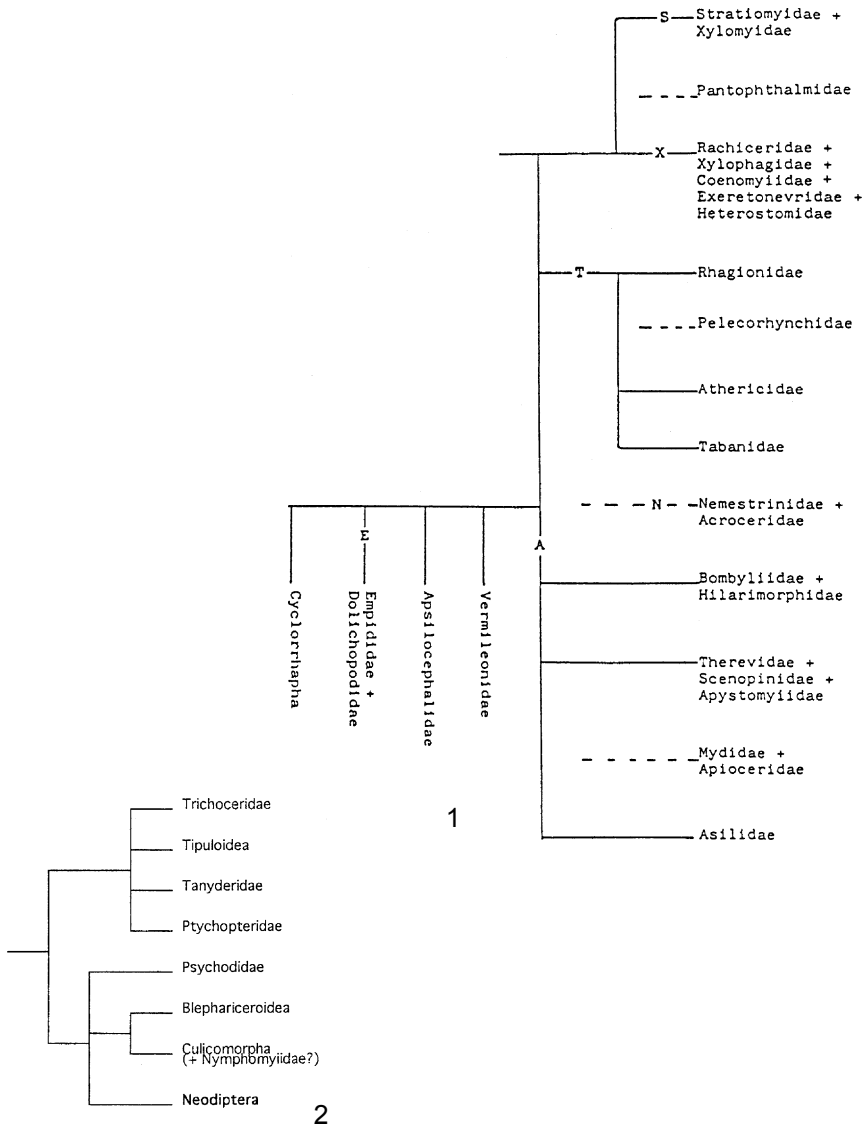 S
Stratiomyidae +
Xylomyidae
Pantophthalmidae
X
Rachiceridae +
Xylophagidae +
Coenomyiidae +
Exeretonevridae +
Heterostomidae
T
Rhagionidae
Pelecorhynchidae
Athericidae
Tabanidae
N
Nemestrinidae +
Acroceridae
A
Bombyliidae +
Hilarimorphidae
Therevidae +
Scenopinidae +
Apystomyiidae
Mydidae +
Apioceridae
Asilidae
Cyclorrhapha
E
Empididae +
Dolichopodidae
Apsilocephalidae
Vermileonidae
1
Trichoceridae
Tipuloidea
Tanyderidae
Ptychopteridae
Psychodidae
Blephariceroidea
Culicomorpha
(+ Nymphomyiidae?)
Neodiptera
2